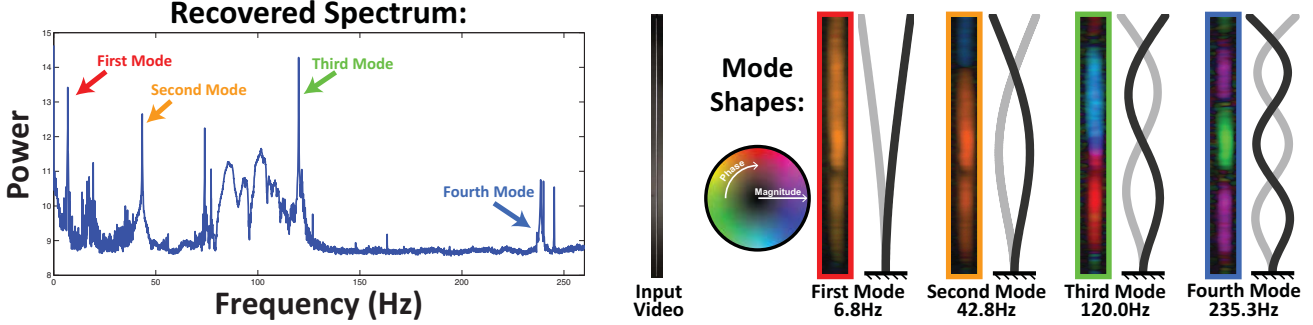 Recovered Spectrum:
15
14
13
12
11
10
9
8
0
50
100
150
200
250
Power
Frequency (Hz)
First Mode
Second Mode
Third Mode
Fourth Mode
Input
Video
Mode
Shapes:
Phase
Magnitude
First Mode
6.8Hz
Second Mode
42.8Hz
Third Mode
120.0Hz
Fourth Mode
235.3Hz